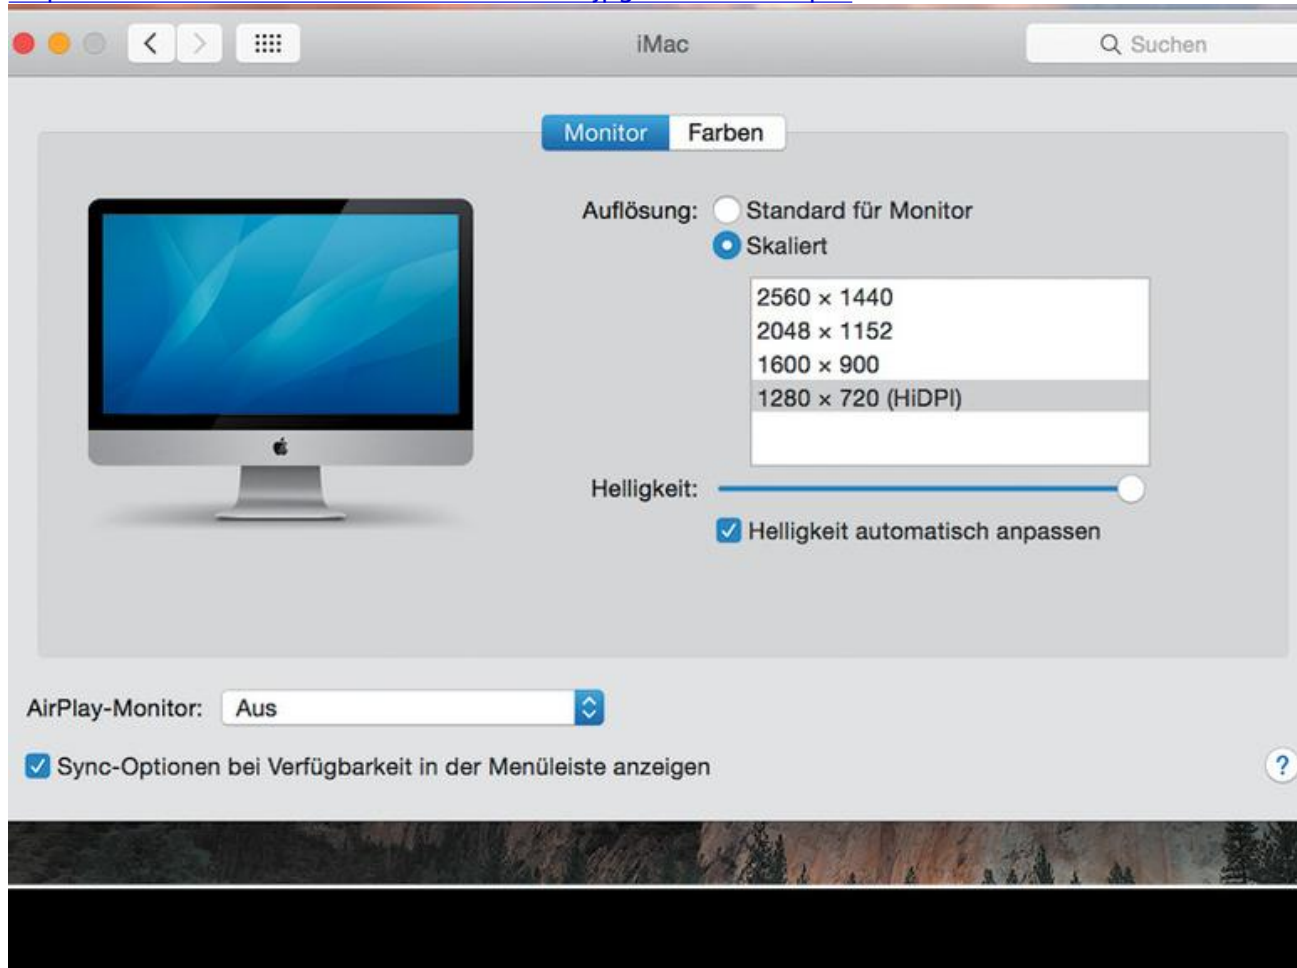 iMac
Suchen
Monitor Farben
Auflösung: Standard für Monitor
Skaliert
2560 × 1440
2048 × 1152
1600 × 900
1280 × 720 (HiDPI)
Helligkeit:
Helligkeit automatisch anpassen
AirPlay-Monitor: Aus
Sync-Optionen bei Verfügbarkeit in der Menüleiste anzeigen
?